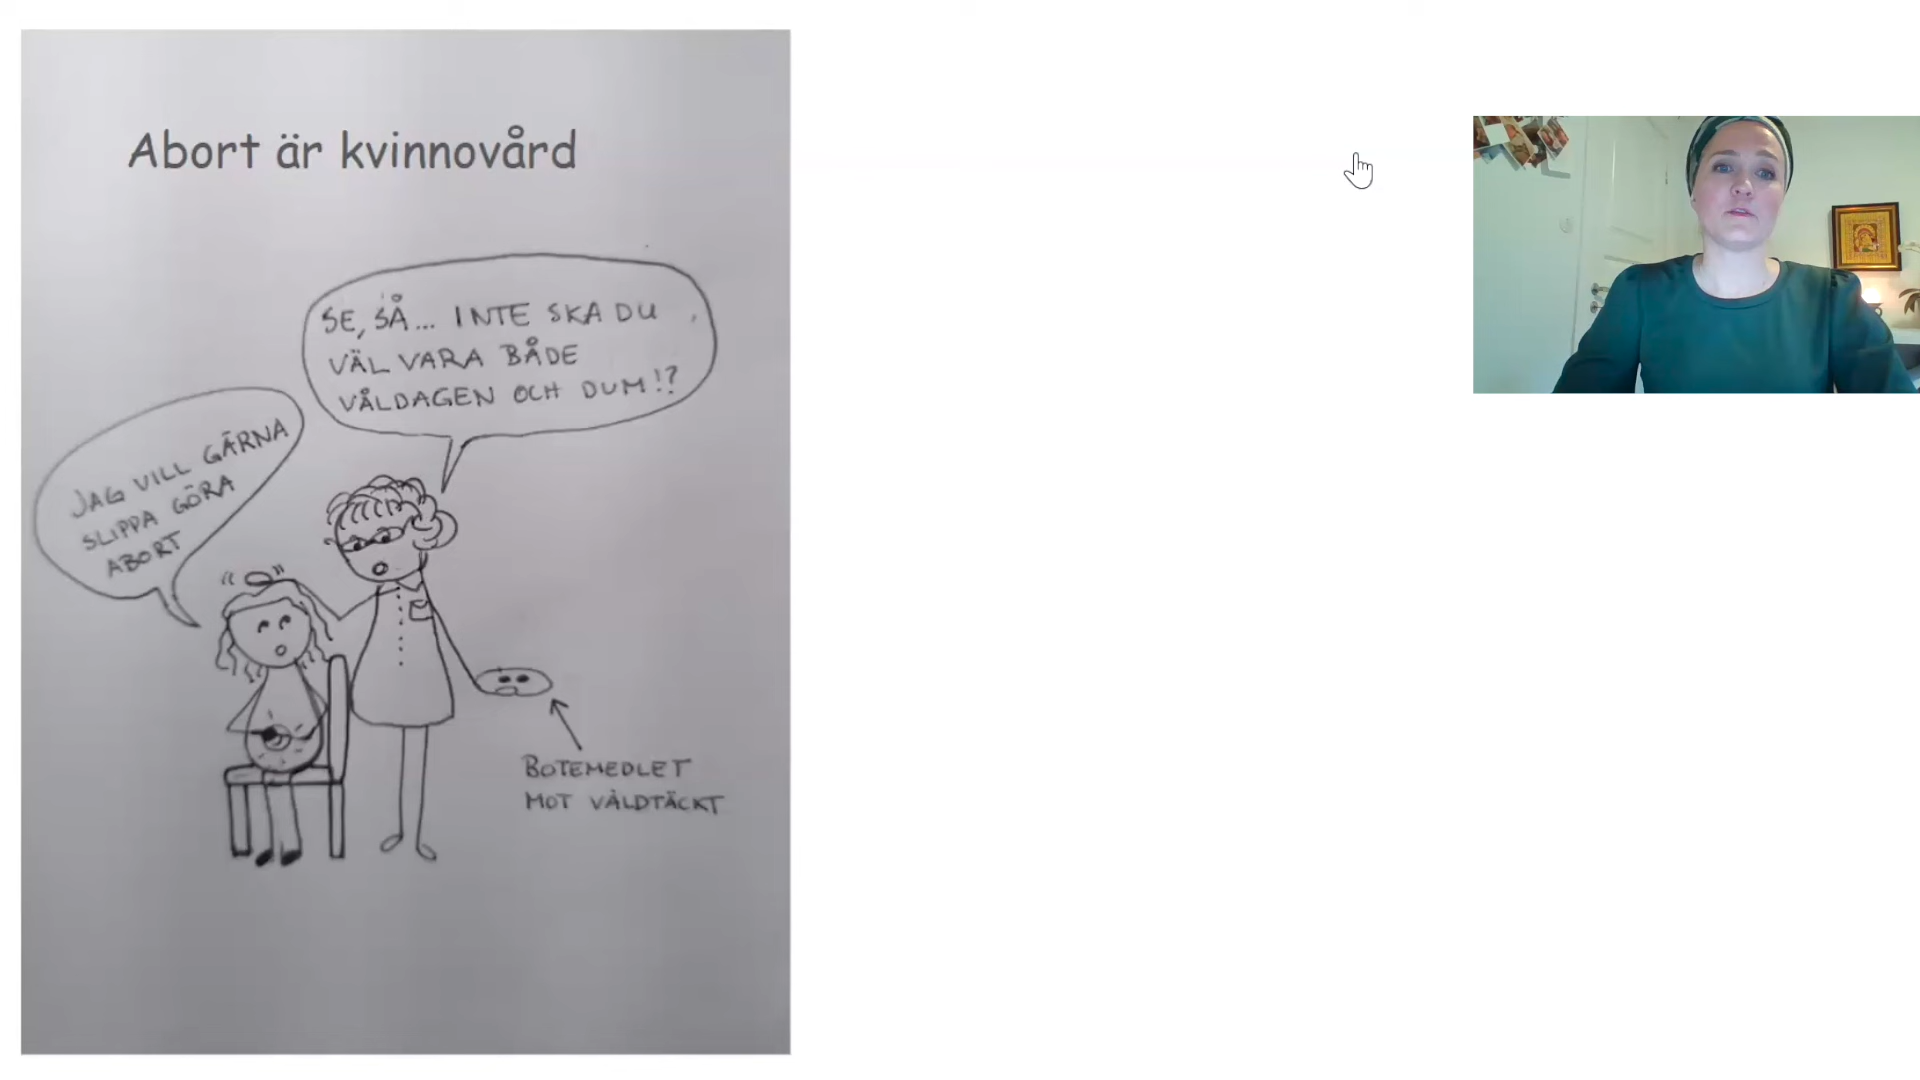 Abort är kvinnovård
SE, SÅ... INTE SKA DU
VÄL VARA BÅDE
VÅLDAGEN OCH DUM!?
JAG VILL GÄRNA
SLIPPA GÖRA
ABORT
BOTEMEDLET
MOT VÅLDTÄCKT